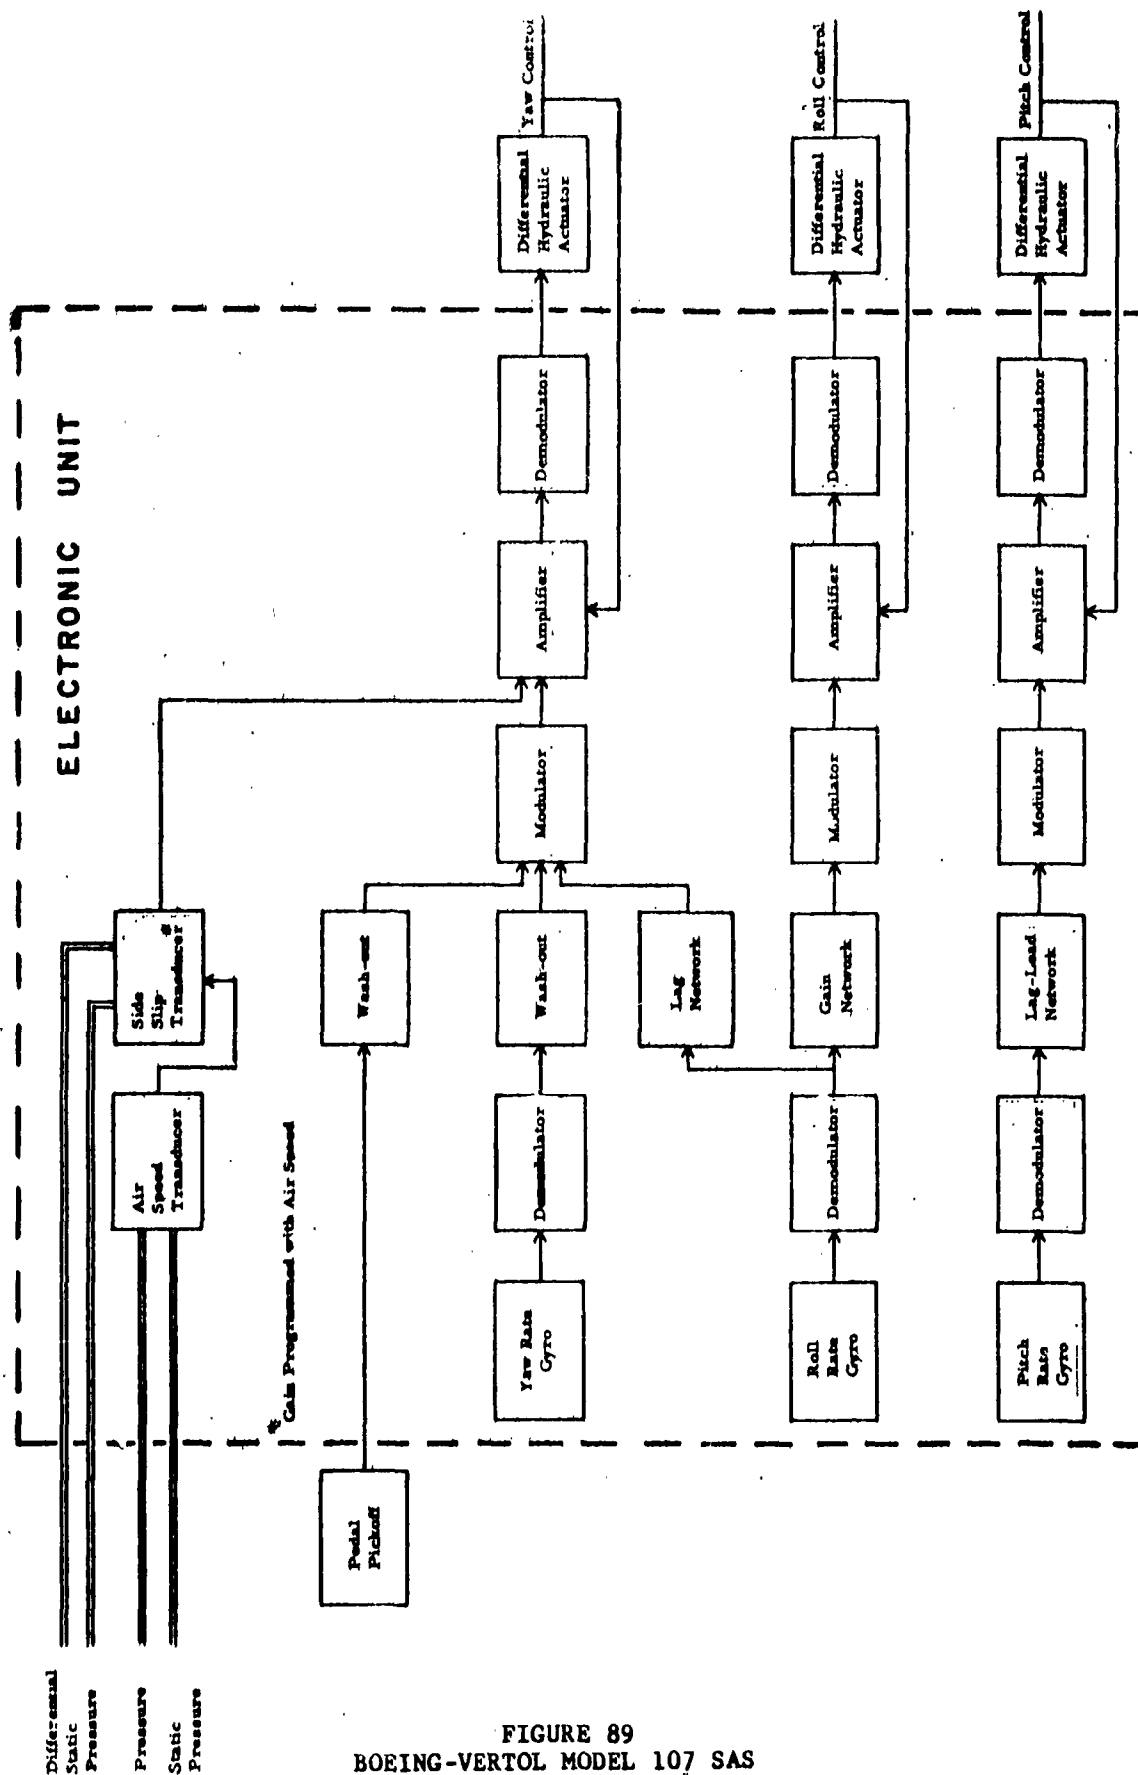 ELECTRONIC UNIT
Differential
Static
Pressure
Pressure
Static
Pressure
Air
Speed
Transducer
Side
Slip
Transducer
*
* Gain Programmed with Air Speed
Pedal
Pickoff
Wash-out
Yaw Rate
Gyro
Demodulator
Wash-out
Modulator
Amplifier
Demodulator
Differential
Hydraulic
Actuator
Yaw Control
Lag
Network
Roll
Rate
Gyro
Demodulator
Gain
Network
Modulator
Amplifier
Demodulator
Differential
Hydraulic
Actuator
Roll Control
Pitch
Rate
Gyro
Demodulator
Lag-Lead
Network
Modulator
Amplifier
Demodulator
Differential
Hydraulic
Actuator
Pitch Control
FIGURE 89
BOEING-VERTOL MODEL 107 SAS